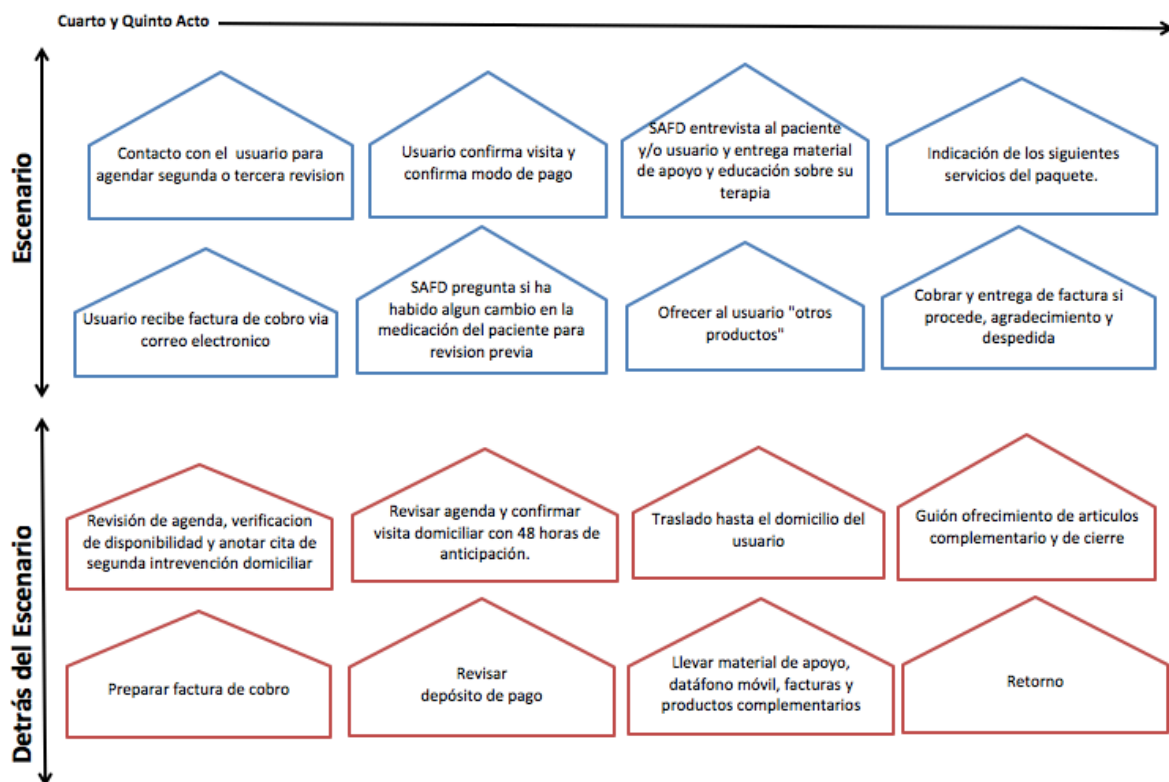 Cuarto y Quinto Acto
Escenario
Contacto con el usuario para
agendar segunda o tercera revision
Usuario confirma visita y
confirma modo de pago
SAFD entrevista al paciente
y/o usuario y entrega material
de apoyo y educación sobre su
terapia
Indicación de los siguientes
servicios del paquete.
Usuario recibe factura de cobro via
correo electronico
SAFD pregunta si ha
habido algun cambio en la
medicación del paciente para
revision previa
Ofrecer al usuario "otros
productos"
Cobrar y entrega de factura si
procede, agradecimiento y
despedida
Detrás del Escenario
Revisión de agenda, verificacion
de disponibilidad y anotar cita de
segunda intrevención domiciliar
Revisar agenda y confirmar
visita domiciliar con 48 horas de
anticipación.
Traslado hasta el domicilio del
usuario
Guión ofrecimiento de articulos
complementario y de cierre
Preparar factura de cobro
Revisar
depósito de pago
Llevar material de apoyo,
datáfono móvil, facturas y
productos complementarios
Retorno